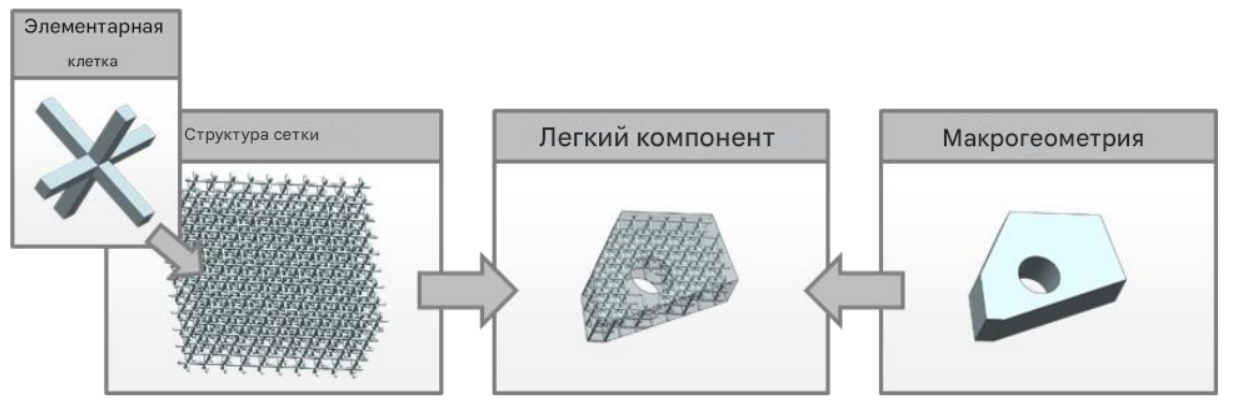 Элементарная
клетка
Структура сетки
Легкий компонент
Макрогеометрия